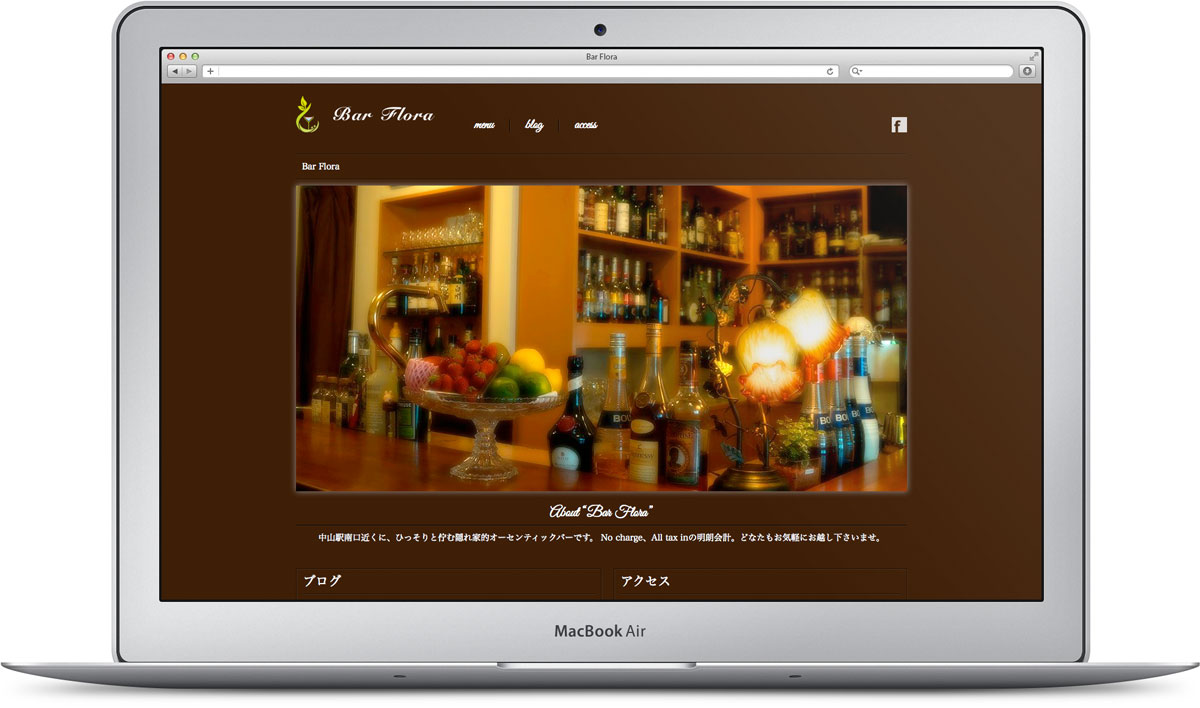 Bar Flora
Bar Flora
menu
blog
access
f
Bar Flora
BO
BO
BO
BO
About “Bar Flora”
中山駅南口近くに、ひっそりと佇む隠れ家的オーセンティックバーです。 No charge、All tax inの明朗会計。どなたもお気軽にお越し下さいませ。
ブログ
アクセス
MacBook Air